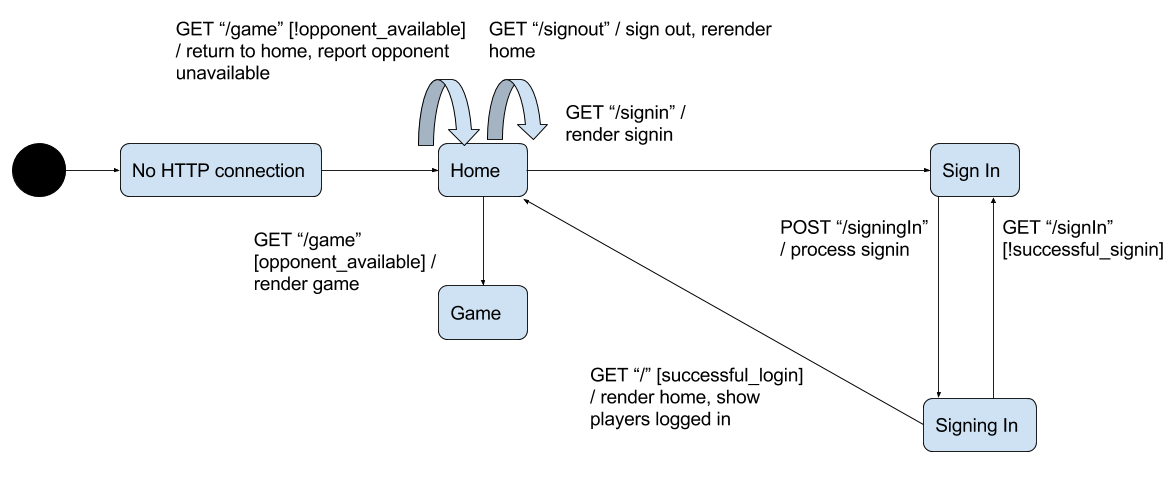 GET “/game” [!opponent_available]
/ return to home, report opponent
unavailable
GET “/signout” / sign out, rerender
home
GET “/signin” /
render signin
No HTTP connection
Home
Sign In
GET “/game”
[opponent_available] /
render game
POST “/signingIn”
/ process signin
GET “/signIn”
[!successful_signin]
Game
GET “/” [successful_login]
/ render home, show
players logged in
Signing In